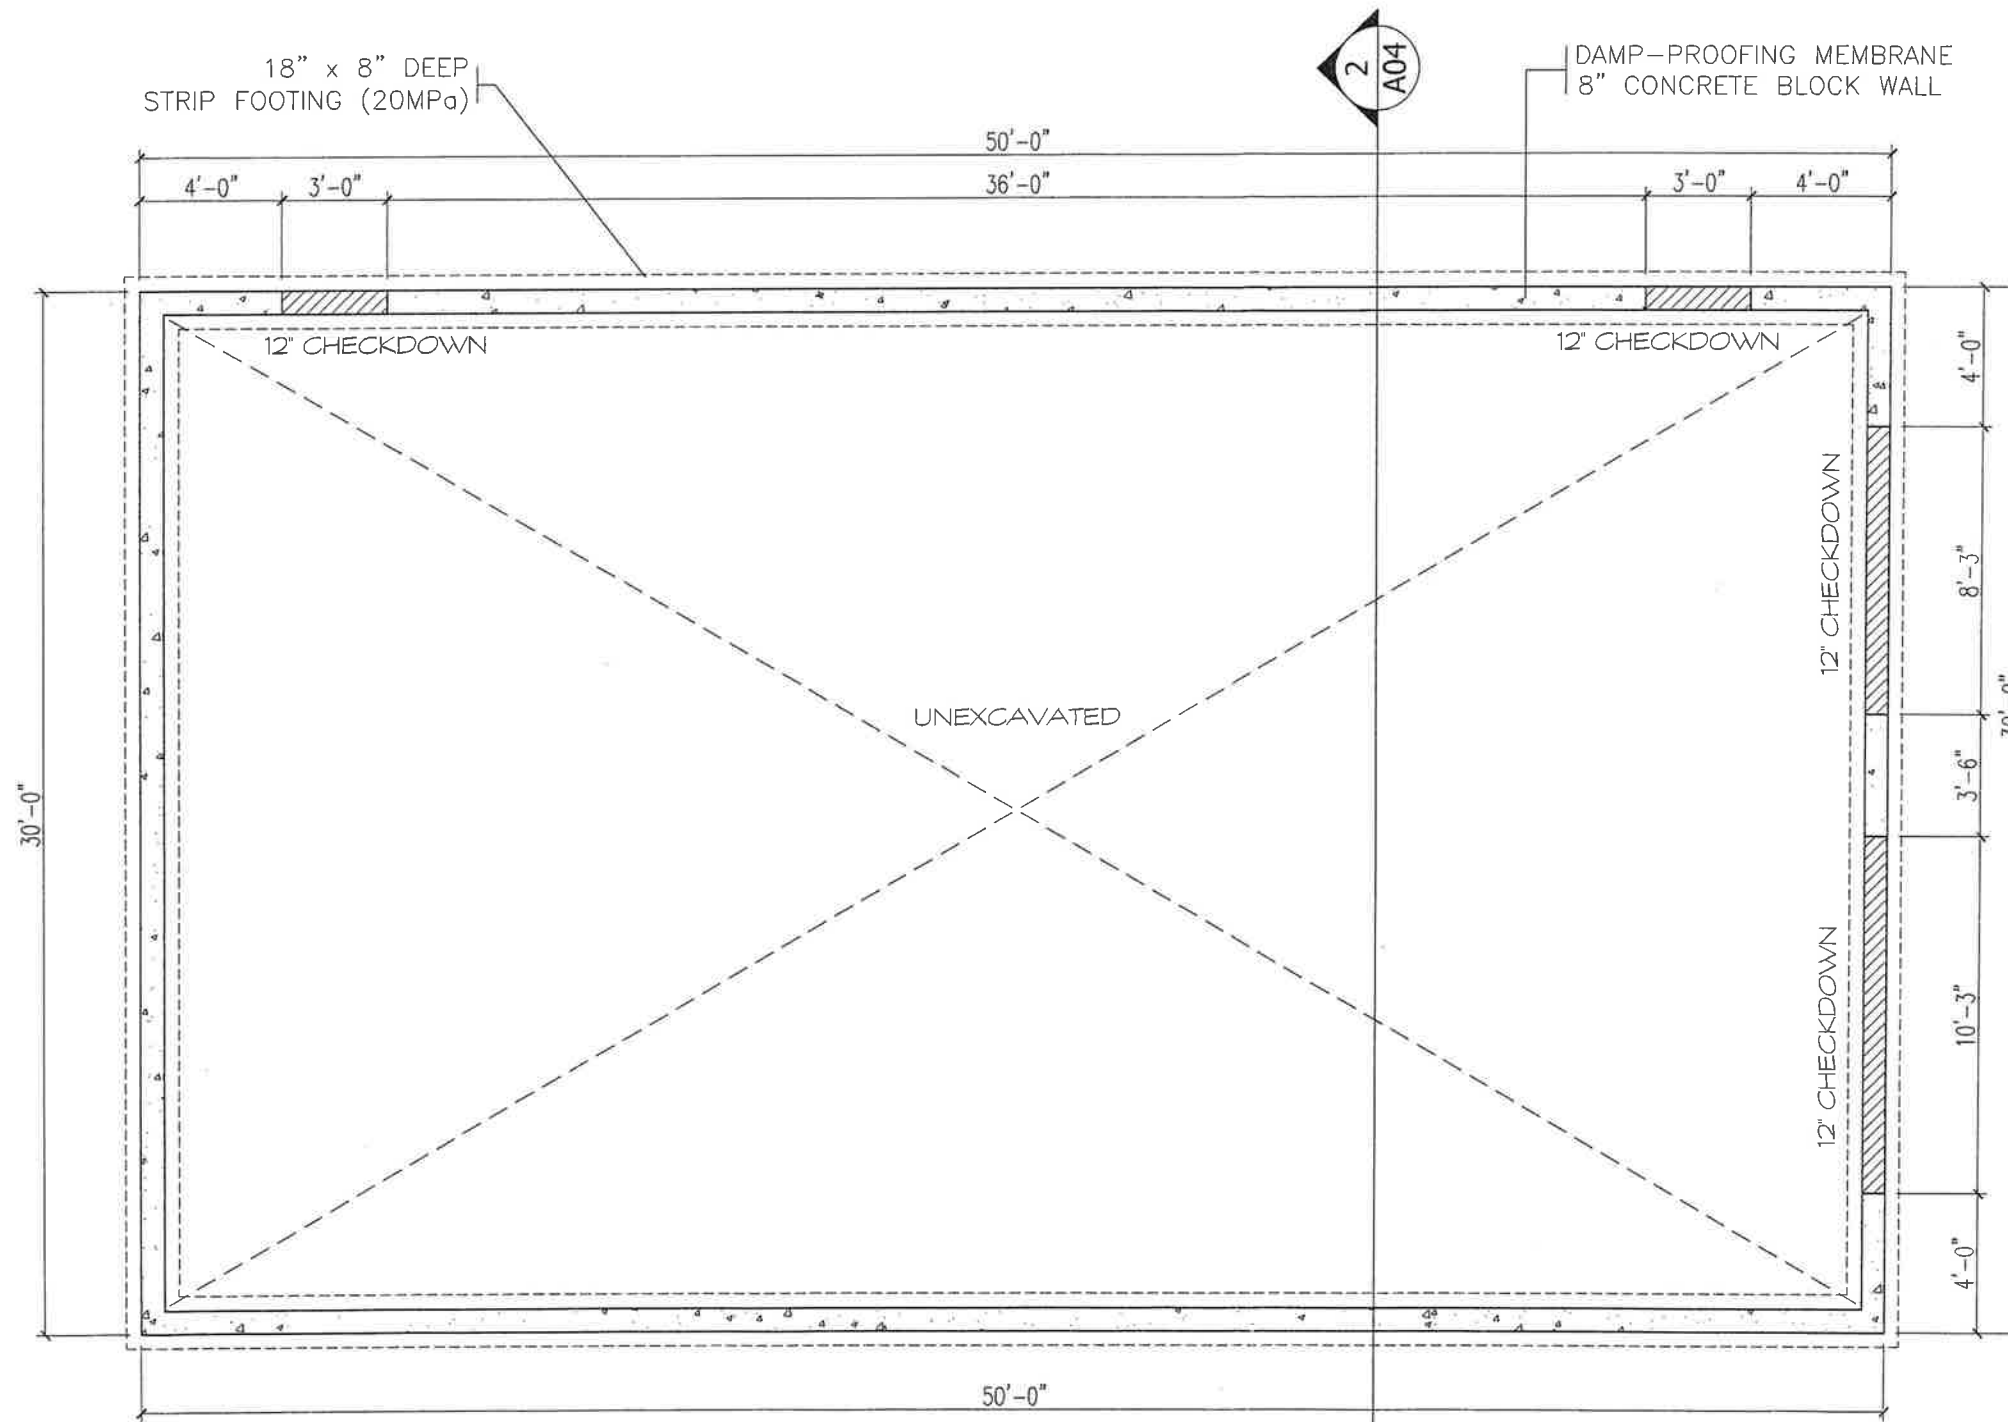 18" x 8" DEEP
STRIP FOOTING (20MPa)
2
A04
DAMP-PROOFING MEMBRANE
8" CONCRETE BLOCK WALL
50'-0"
4'-0"
3'-0"
36'-0"
3'-0"
4'-0"
12" CHECKDOWN
12" CHECKDOWN
4'-0"
12" CHECKDOWN
8'-3"
UNEXCAVATED
3'-6"
30'-0"
12" CHECKDOWN
10'-3"
4'-0"
50'-0"